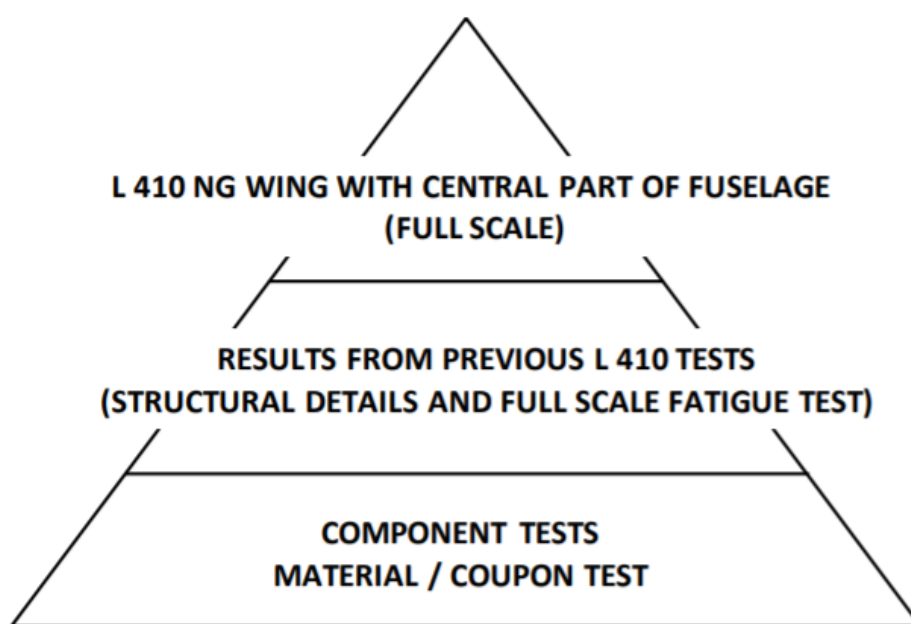 L 410 NG WING WITH CENTRAL PART OF FUSELAGE
(FULL SCALE)
RESULTS FROM PREVIOUS L 410 TESTS
(STRUCTURAL DETAILS AND FULL SCALE FATIGUE TEST)
COMPONENT TESTS
MATERIAL / COUPON TEST